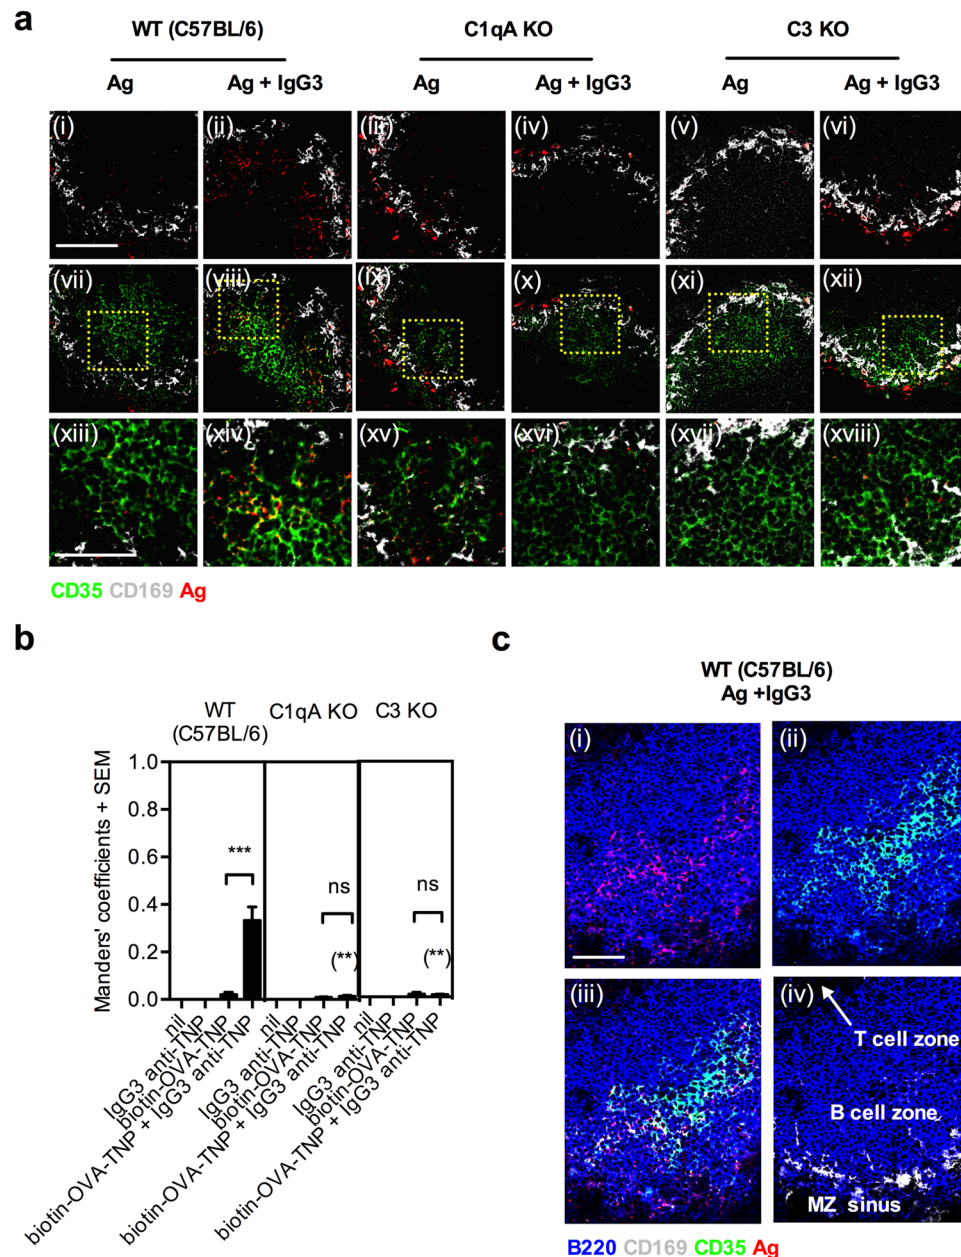 a
WT (C57BL/6) C1qA KO C3 KO
Ag Ag + IgG3 Ag Ag + IgG3 Ag Ag + IgG3
(i) (ii) (iii) (iv) (v) (vi)
(vii) (viii) (ix) (x) (xi) (xii)
(xiii) (xiv) (xv) (xvi) (xvii) (xviii)
CD35 CD169 Ag
b
WT
(C57BL/6)
C1qA KO C3 KO
Manders' coefficients + SEM
1.0
0.8
0.6
0.4
0.2
0.0
***
ns
(**)
ns
(**)
nil
IgG3 anti-TNP
biotin-OVA-TNP
biotin-OVA-TNP + IgG3 anti-TNP
nil
IgG3 anti-TNP
biotin-OVA-TNP
biotin-OVA-TNP + IgG3 anti-TNP
nil
IgG3 anti-TNP
biotin-OVA-TNP
biotin-OVA-TNP + IgG3 anti-TNP
c
WT (C57BL/6)
Ag +IgG3
(i) (ii)
(iii) (iv)
T cell zone
B cell zone
MZ sinus
B220 CD169 CD35 Ag